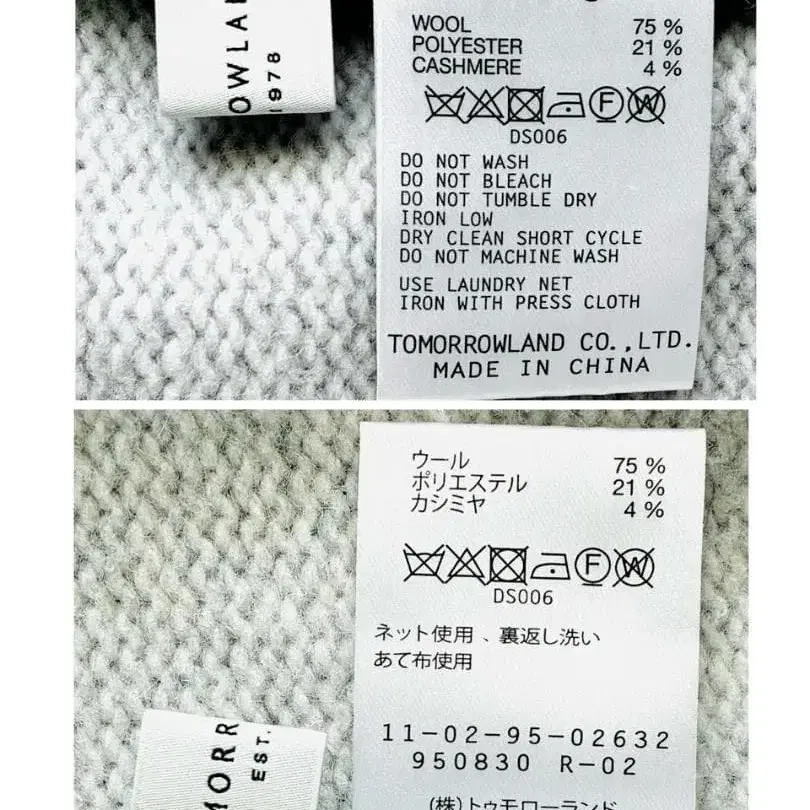 OWLA
1978
WOOL 75 %
POLYESTER 21 %
CASHMERE 4 %
F W
DS006
DO NOT WASH
DO NOT BLEACH
DO NOT TUMBLE DRY
IRON LOW
DRY CLEAN SHORT CYCLE
DO NOT MACHINE WASH
USE LAUNDRY NET
IRON WITH PRESS CLOTH
TOMORROWLAND CO.,LTD.
MADE IN CHINA
ウール 75 %
ポリエステル 21 %
カシミヤ 4 %
F W
DS006
ネット使用、裏返し洗い
あて布使用
11-02-95-02632
950830 R-02
(株)トゥモローランド
MORR
EST.